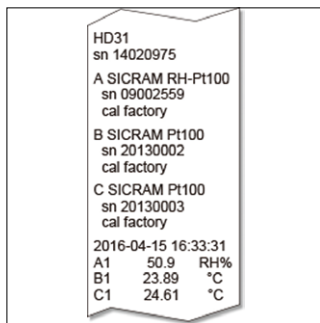 HD31
sn 14020975
A SICRAM RH-Pt100
sn 09002559
cal factory
B SICRAM Pt100
sn 20130002
cal factory
C SICRAM Pt100
sn 20130003
cal factory
2016-04-15 16:33:31
A1 50.9 RH%
B1 23.89 °C
C1 24.61 °C